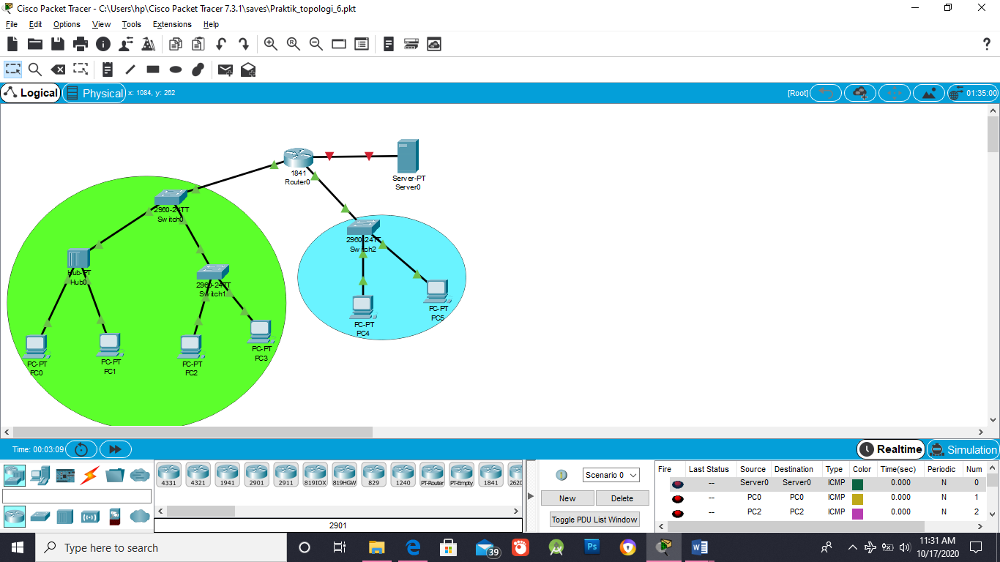 Cisco Packet Tracer - C:\Users\hp\Cisco Packet Tracer 7.3.1\saves\Praktik_topologi_6.pkt
File Edit Options View Tools Extensions Help
Logical Physical x: 1084, y: 262 [Root] 01:35:00
1841
Router0
Server-PT
Server0
2960-24TT
Switch0
2960-24TT
Switch2
Hub-PT
Hub0
2960-24TT
Switch1
PC-PT
PC5
PC-PT
PC4
PC-PT
PC3
PC-PT
PC0
PC-PT
PC1
PC-PT
PC2
Time: 00:03:09 Realtime Simulation
4331 4321 1941 2901 2911 819IOX 819HGW 829 1240 PT-Router PT-Empty 1841 2620
2901
Scenario 0
New Delete
Toggle PDU List Window
Fire Last Status Source Destination Type Color Time(sec) Periodic Num
-- Server0 Server0 ICMP 0.000 N 0
-- PC0 PC0 ICMP 0.000 N 1
-- PC2 PC2 ICMP 0.000 N 2
Type here to search
39
Ps
11:31 AM
10/17/2020